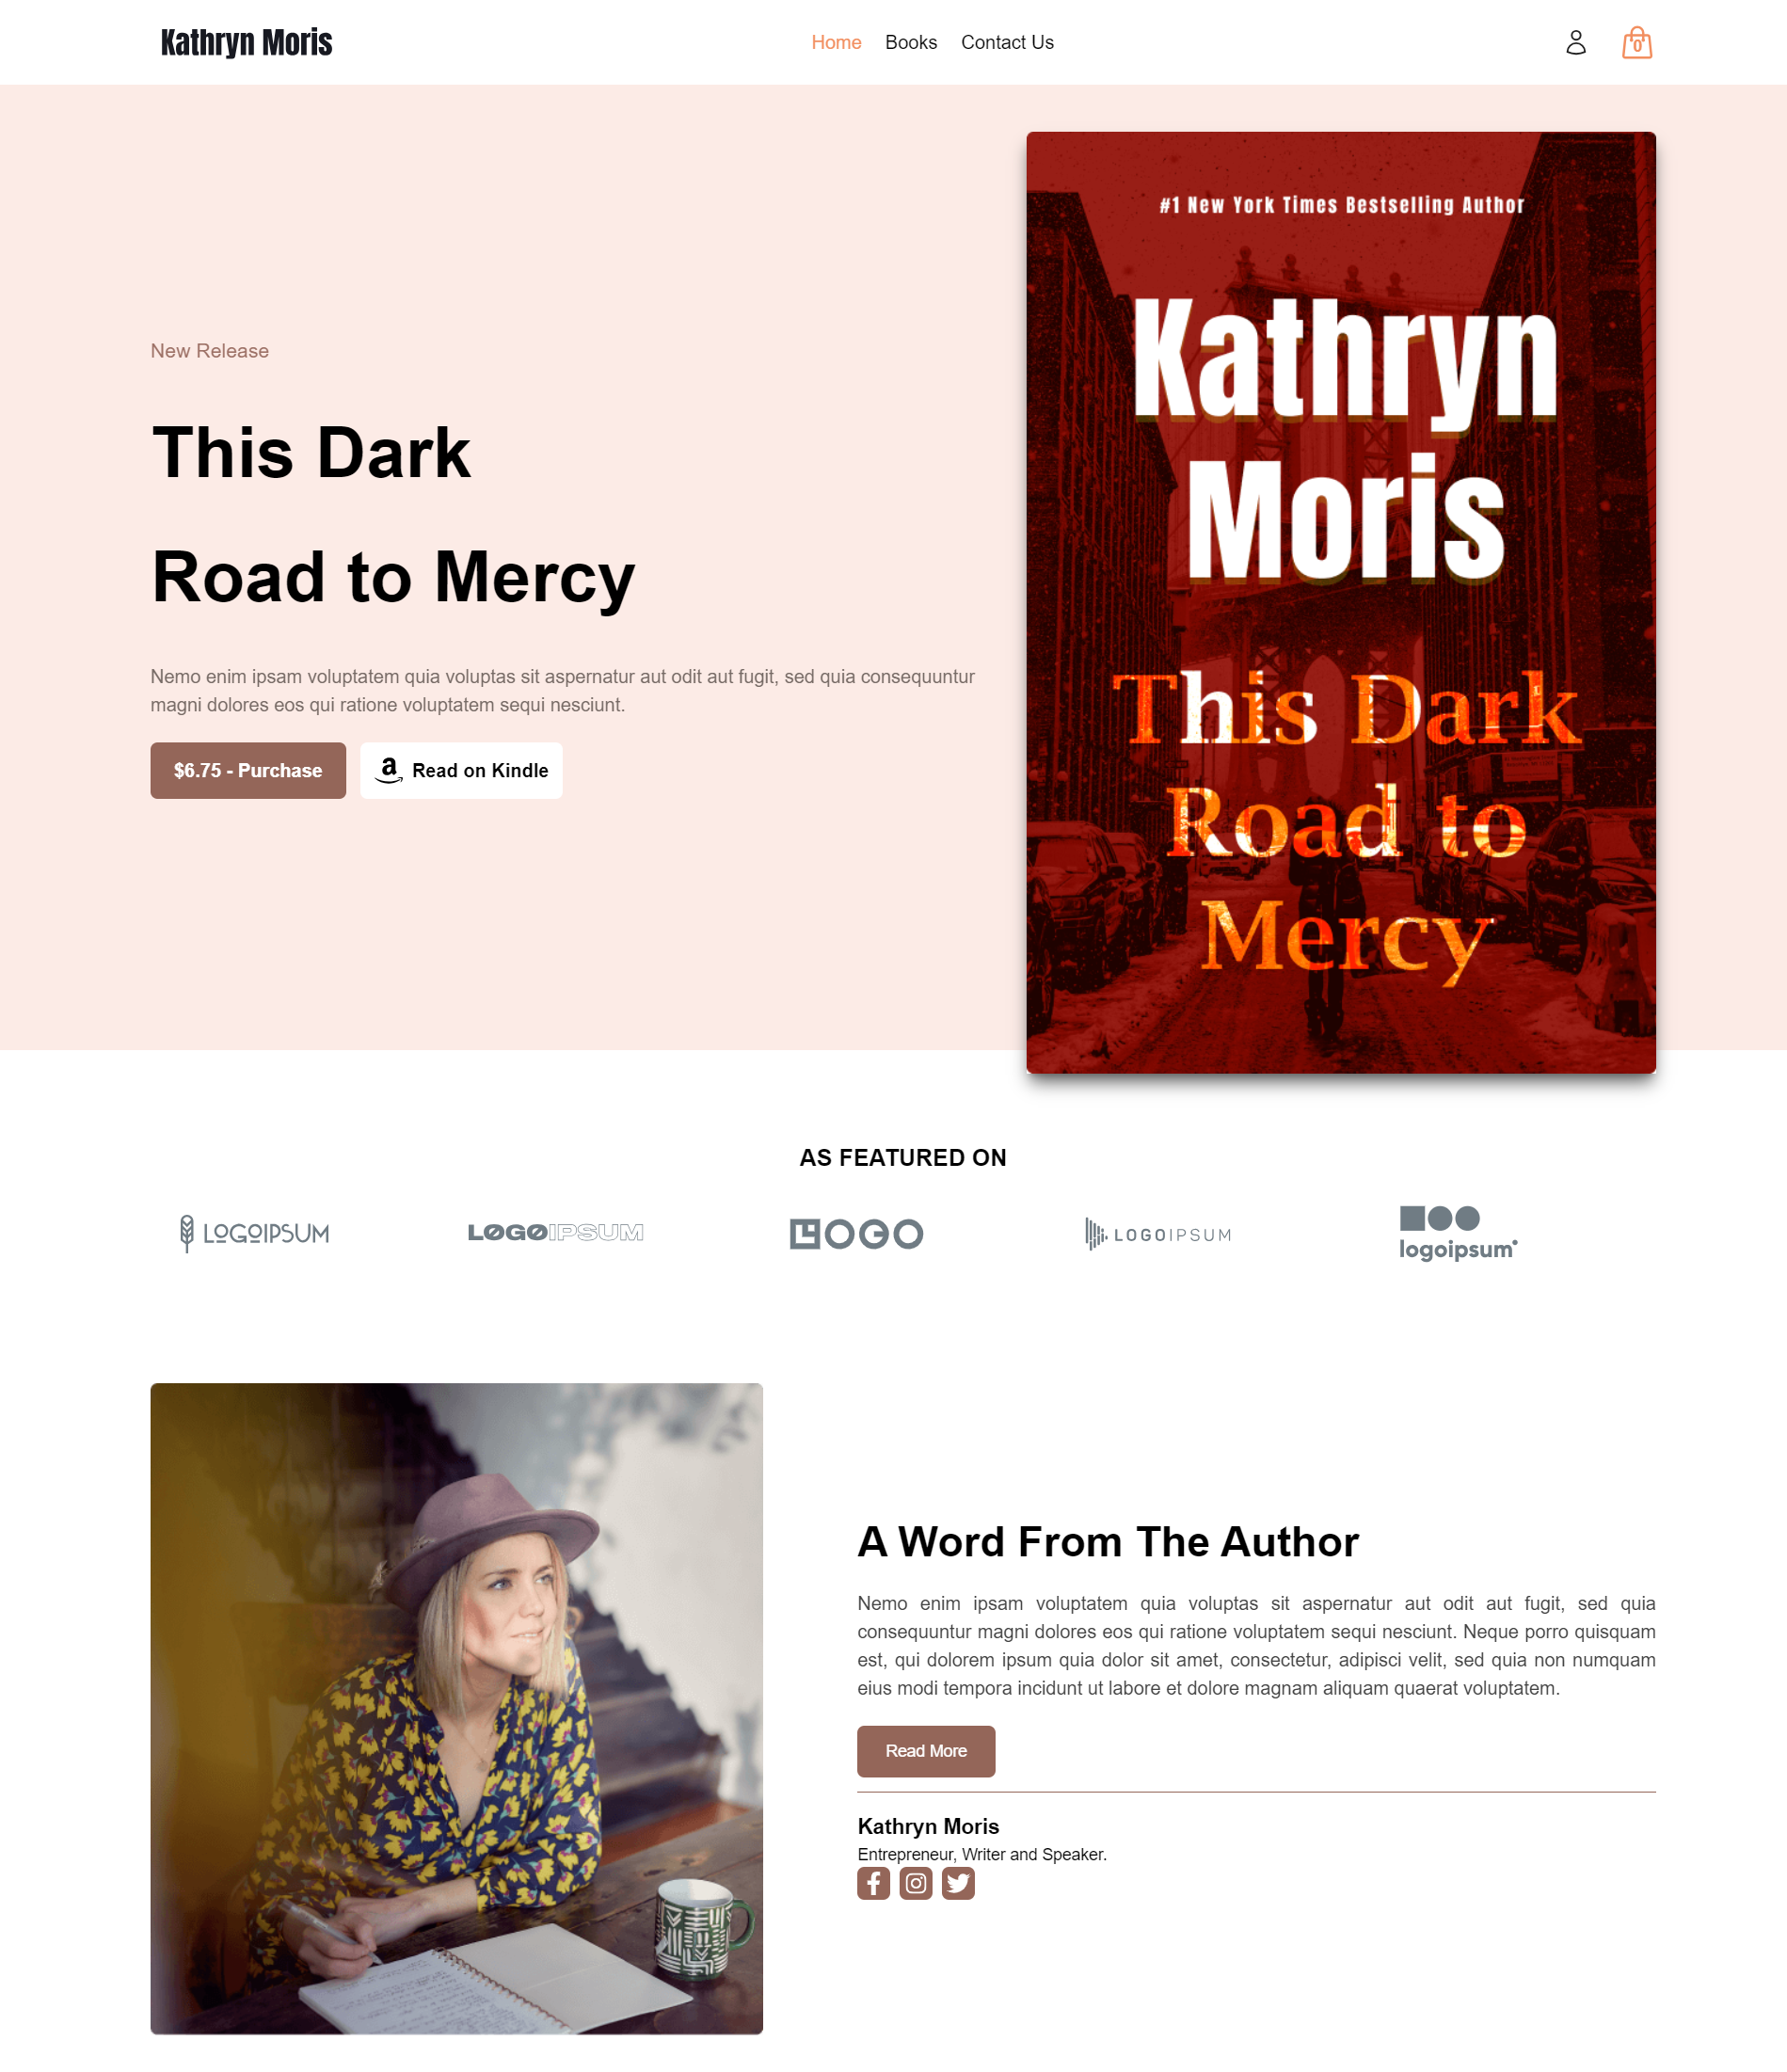 Kathryn Moris
Home Books Contact Us
0
#1 New York Times Bestselling Author
Kathryn
Moris
This Dark
Road to
Mercy
New Release
This Dark
Road to Mercy
Nemo enim ipsam voluptatem quia voluptas sit aspernatur aut odit aut fugit, sed quia consequuntur
magni dolores eos qui ratione voluptatem sequi nesciunt.
$6.75 - Purchase
Read on Kindle
AS FEATURED ON
LOGOIPSUM
LOGOIPSUM
LOGO
LOGOIPSUM
logoipsum
A Word From The Author
Nemo enim ipsam voluptatem quia voluptas sit aspernatur aut odit aut fugit, sed quia
consequuntur magni dolores eos qui ratione voluptatem sequi nesciunt. Neque porro quisquam
est, qui dolorem ipsum quia dolor sit amet, consectetur, adipisci velit, sed quia non numquam
eius modi tempora incidunt ut labore et dolore magnam aliquam quaerat voluptatem.
Read More
Kathryn Moris
Entrepreneur, Writer and Speaker.